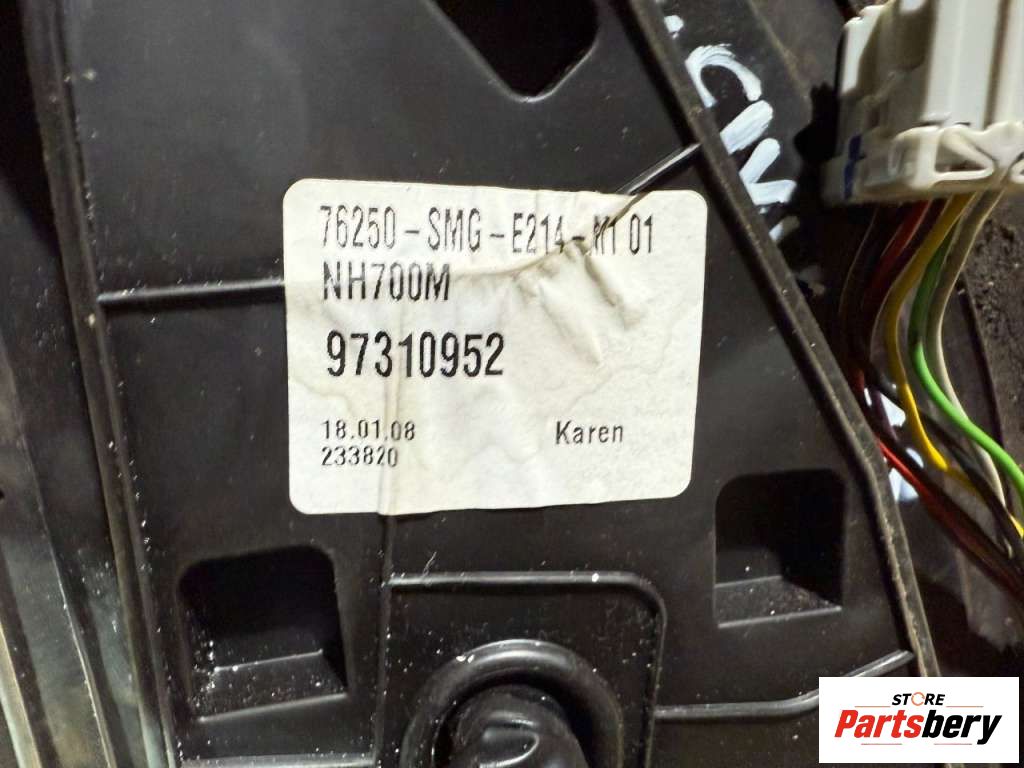 76250-SMG-E214-M1 01
NH700M
97310952
18.01.08
233820
Karen
STORE
Partsbery